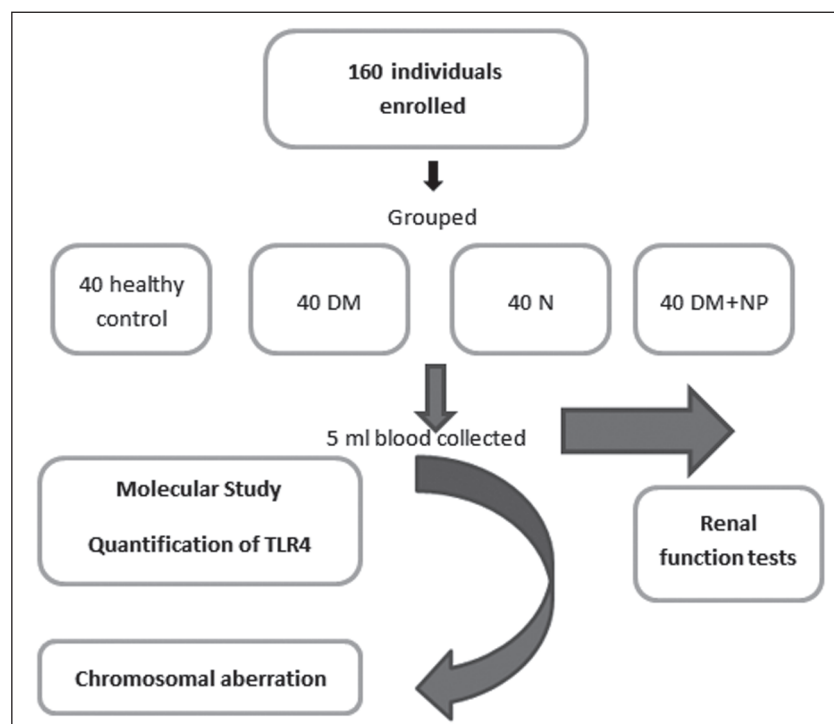 160 individuals
enrolled
Grouped
40 healthy
control
40 DM
40 N
40 DM+NP
5 ml blood collected
Molecular Study
Quantification of TLR4
Renal
function tests
Chromosomal aberration